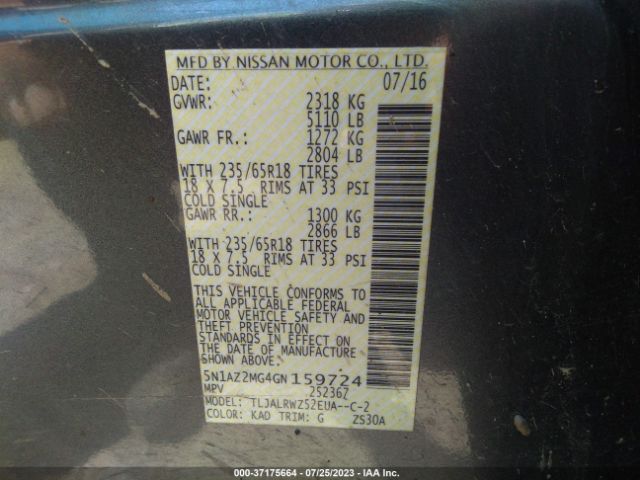 MFD BY NISSAN MOTOR CO., LTD.
DATE: 07/16
GVWR: 2318 KG
5110 LB
GAWR FR.: 1272 KG
2804 LB
WITH 235/65R18 TIRES
18 X 7.5 RIMS AT 33 PSI
COLD SINGLE
GAWR RR.: 1300 KG
2866 LB
WITH 235/65R18 TIRES
18 X 7.5 RIMS AT 33 PSI
COLD SINGLE
THIS VEHICLE CONFORMS TO
ALL APPLICABLE FEDERAL
MOTOR VEHICLE SAFETY AND
THEFT PREVENTION
STANDARDS IN EFFECT ON
THE DATE OF MANUFACTURE
SHOWN ABOVE.
5N1AZ2MG4GN159724
MPV 25236Z
MODEL: TLJALRWZ52EUA--C-2
COLOR: KAD TRIM: G ZS30A
000-37175664 - 07/25/2023 - IAA Inc.